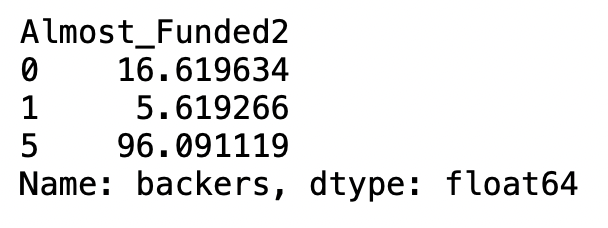 Almost_Funded2
0    16.619634
1     5.619266
5    96.091119
Name: backers, dtype: float64